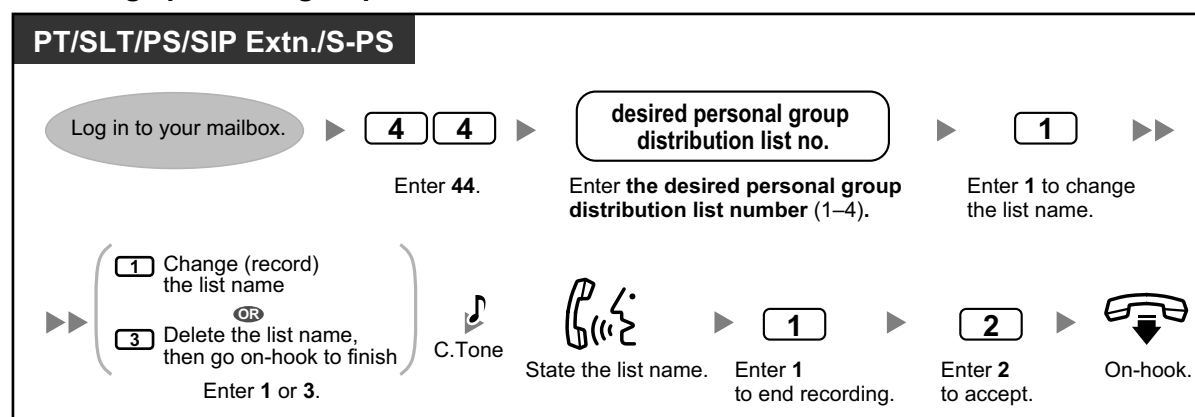 PT/SLT/PS/SIP Extn./S-PS
Log in to your mailbox.
4 4
Enter 44.
desired personal group
distribution list no.
Enter the desired personal group
distribution list number (1–4).
1
Enter 1 to change
the list name.
1 Change (record)
the list name
OR
3 Delete the list name,
then go on-hook to finish
Enter 1 or 3.
C.Tone
State the list name.
1
Enter 1
to end recording.
2
Enter 2
to accept.
On-hook.